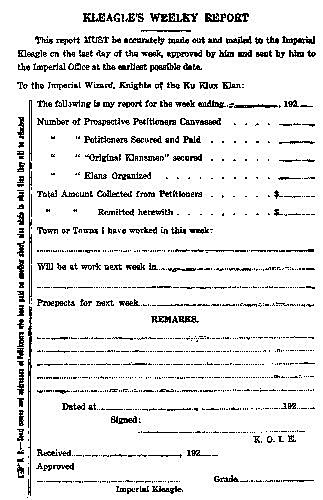 KLEAGLE'S WEEKLY REPORT
This report MUST be accurately made out and mailed to the Imperial
Kleagle on the last day of the week, approved by him and sent by him to
the Imperial Office at the earliest possible date.
To the Imperial Wizard, Knights of the Ku Klux Klan:
The following is my report for the week ending, 192
Number of Prospective Petitioners Canvassed
" " Petitioners Secured and Paid
" " "Original Klansmen" secured
" " Klans Organized
Total Amount Collected from Petitioners $
" " Remitted herewith $
Town or Towns I have worked in this week:
Will be at work next week in
Prospects for next week
REMARKS.
Dated at 192
Signed:
K. O. I. E.
Received, 192
Approved
Grade
Imperial Kleagle.
N. B.—Send names and addresses of Petitioners who have paid on another sheet, also state in what Klan they will be attached